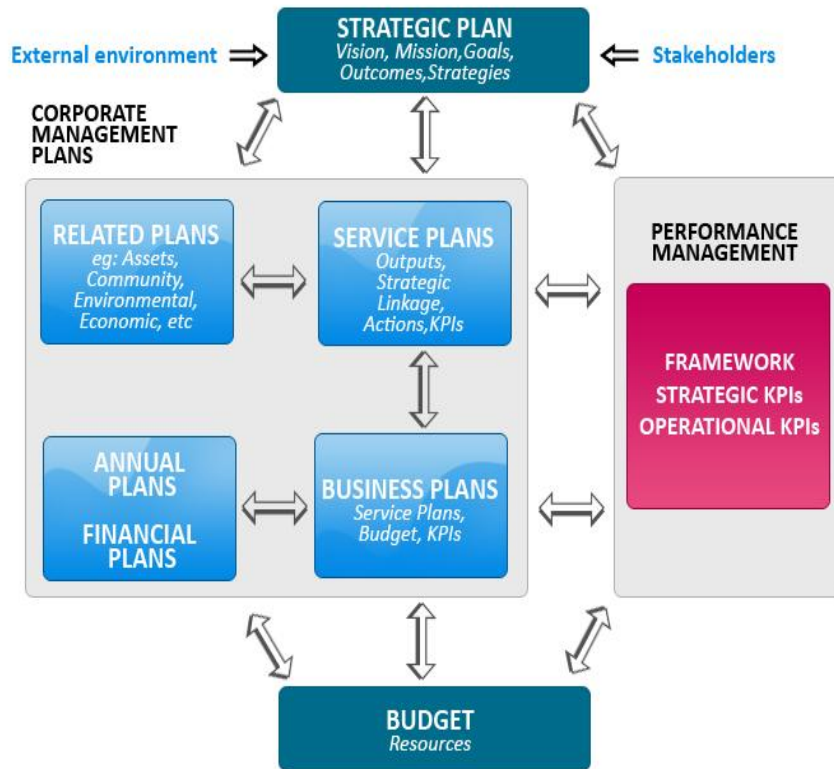 STRATEGIC PLAN
Vision, Mission,Goals,
Outcomes,Strategies
External environment
Stakeholders
CORPORATE
MANAGEMENT
PLANS
RELATED PLANS
eg: Assets,
Community,
Environmental,
Economic, etc
SERVICE PLANS
Outputs,
Strategic
Linkage,
Actions,KPIs
ANNUAL
PLANS
FINANCIAL
PLANS
BUSINESS PLANS
Service Plans,
Budget, KPIs
PERFORMANCE
MANAGEMENT
FRAMEWORK
STRATEGIC KPIs
OPERATIONAL KPIs
BUDGET
Resources